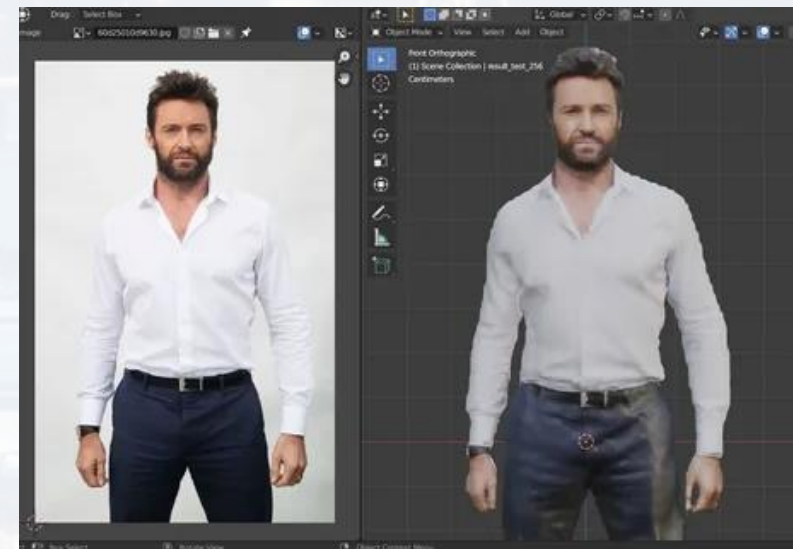 Drag: Select Box
60d25010d9630.jpg
Global
Object Mode
View
Select
Add
Object
Front Orthographic
(1) Scene Collection | result_test_256
Centimeters
Box Select
Rotate View
Object Context Menu